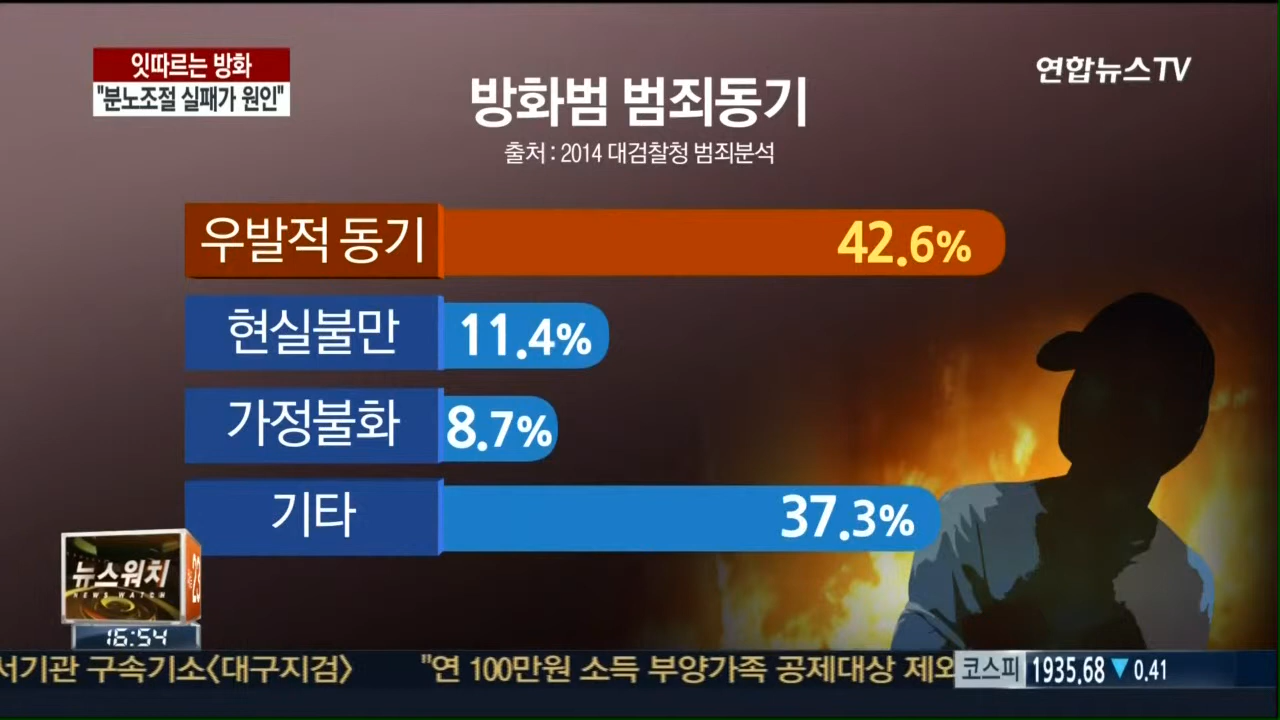 잇따르는 방화
"분노조절 실패가 원인"
연합뉴스TV
방화범 범죄동기
출처 : 2014 대검찰청 범죄분석
우발적 동기 42.6%
현실불만 11.4%
가정불화 8.7%
기타 37.3%
뉴스워치
NEWS WATCH
16:54
서기관 구속기소<대구지검> "연 100만원 소득 부양가족 공제대상 제외
코스피 1935.68 ▼ 0.41